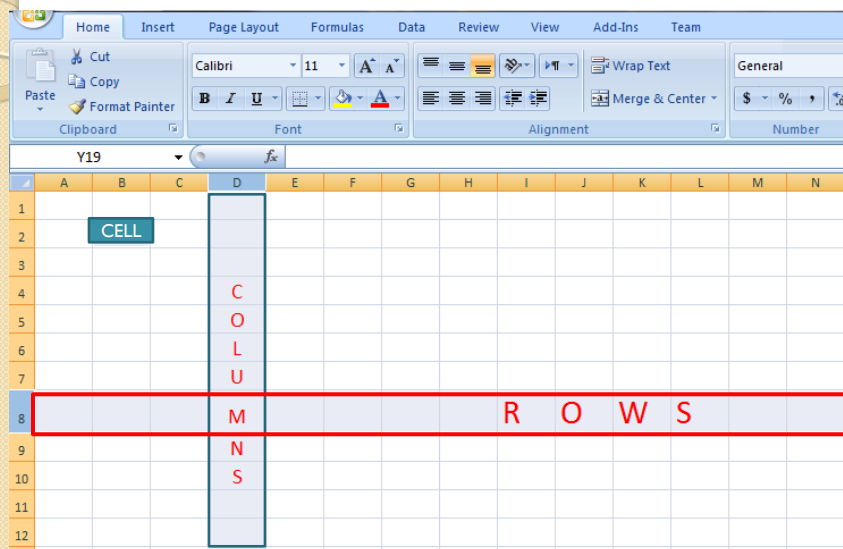 Home Insert Page Layout Formulas Data Review View Add-Ins Team
Cut
Calibri 11 A A Wrap Text General
Copy
Paste
Format Painter B I U A Merge & Center $ % ,
Clipboard Font Alignment Number
Y19 fx
A B C D E F G H I J K L M N
1
2 CELL
3
4 C
5 O
6 L
7 U
8 M R O W S
9 N
10 S
11
12